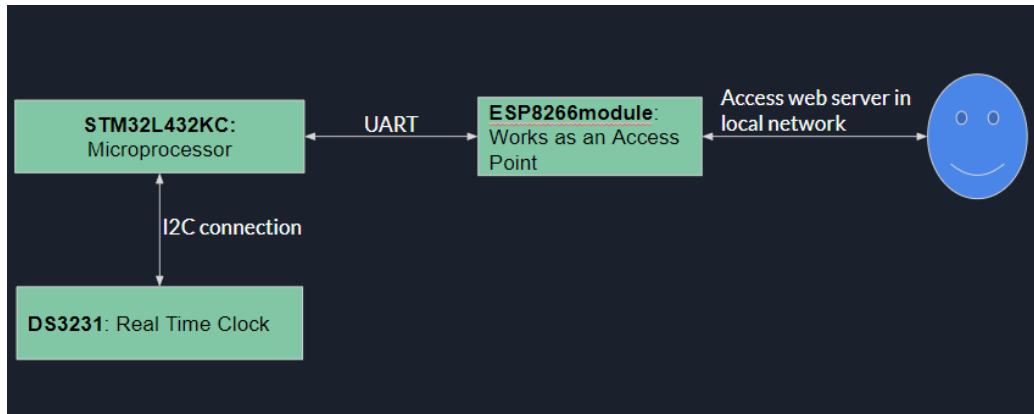 STM32L432KC:
Microprocessor
UART
ESP8266module:
Works as an Access
Point
Access web server in
local network
I2C connection
DS3231: Real Time Clock